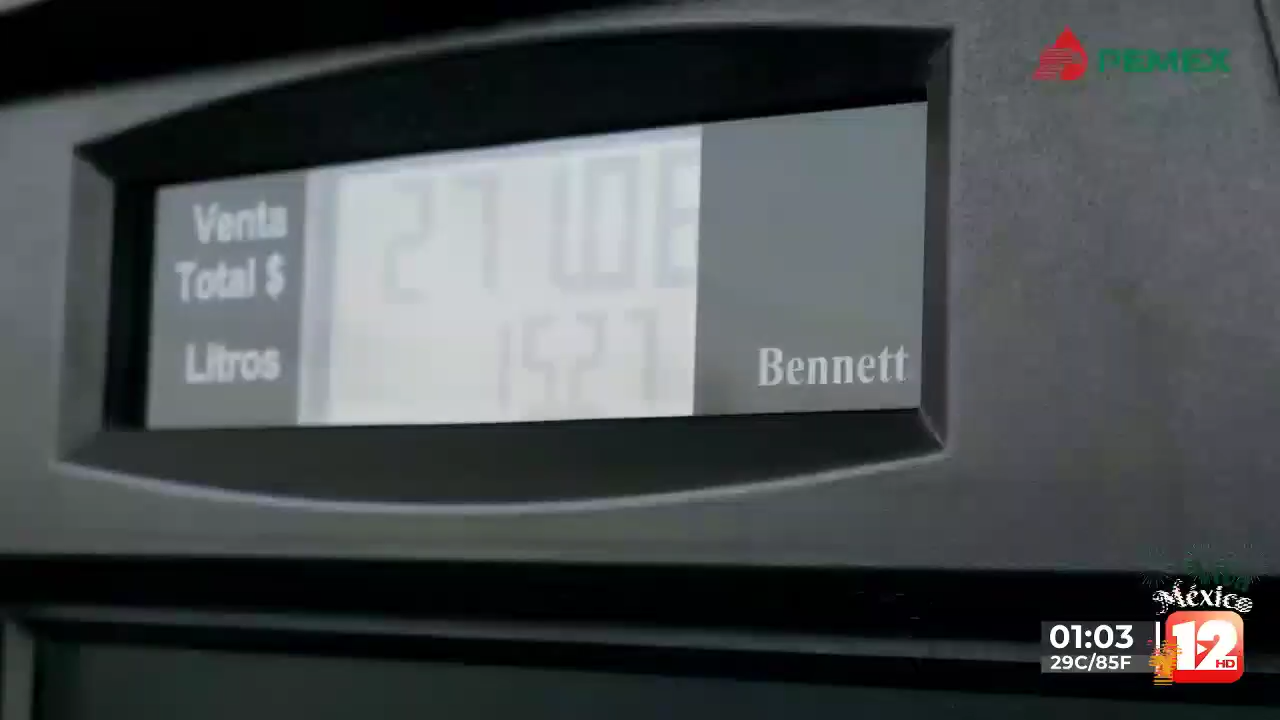 PEMEX
Venta
Total $
Litros
Bennett
México
01:03
29C/85F
12
HD